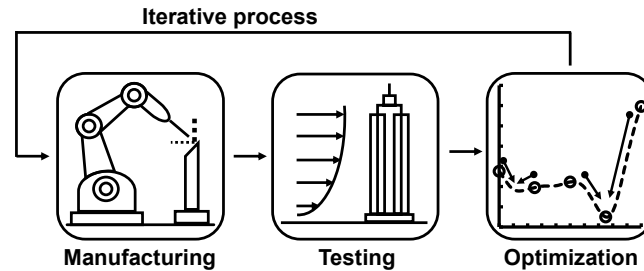 Iterative process
Manufacturing
Testing
Optimization